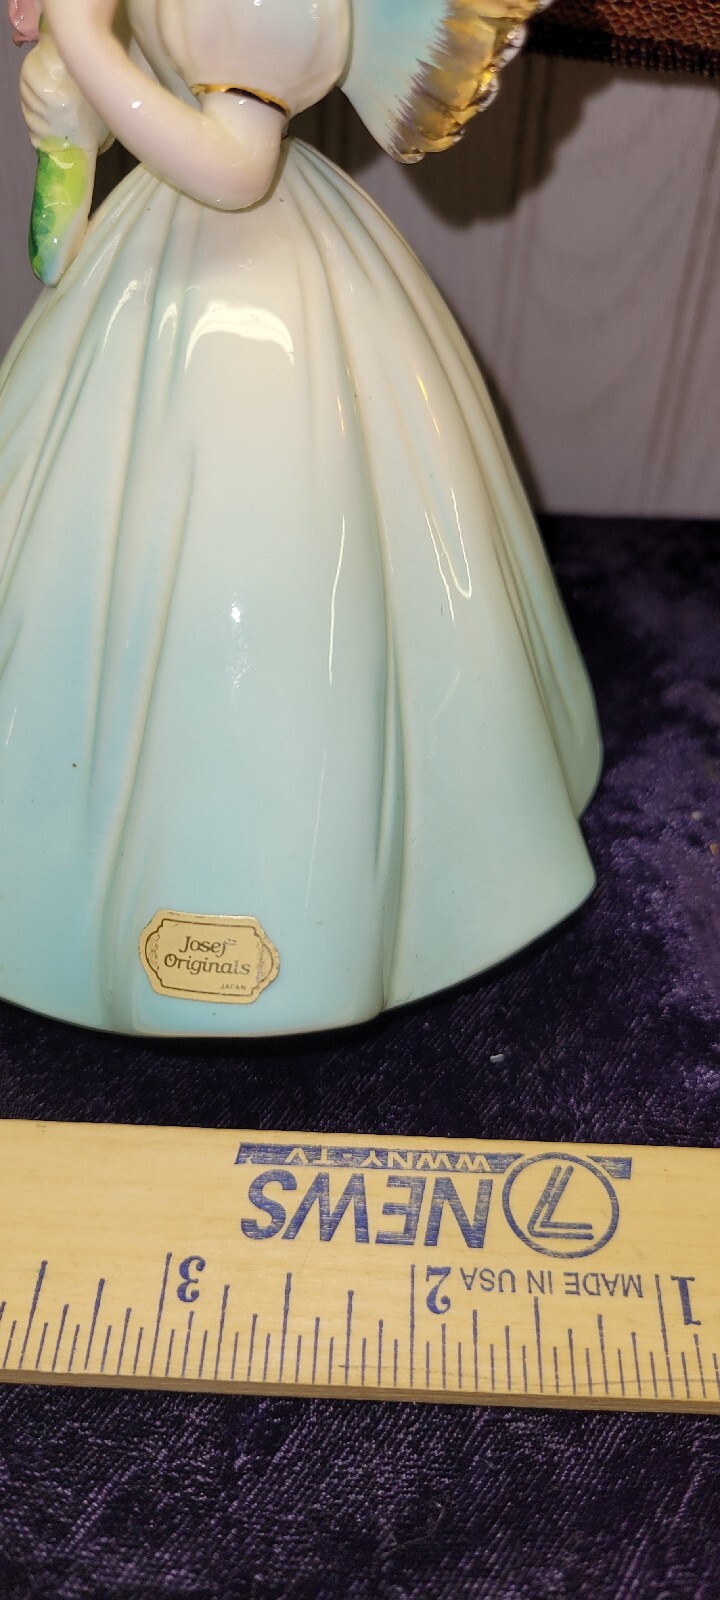 Josef
Originals
JAPAN
WWNY-TV
7 NEWS
1 MADE IN USA 2 3